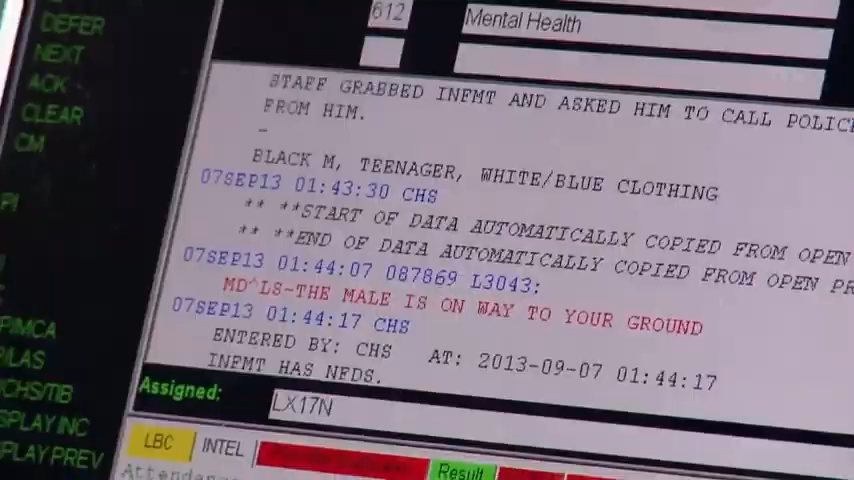 DEFER
NEXT
ACK
CLEAR
CM
612
Mental Health
STAFF GRABBED INFMT AND ASKED HIM TO CALL POLICE
FROM HIM.
-
BLACK M, TEENAGER, WHITE/BLUE CLOTHING
07SEP13 01:43:30 CHS
** **START OF DATA AUTOMATICALLY COPIED FROM OPEN
** **END OF DATA AUTOMATICALLY COPIED FROM OPEN PR
07SEP13 01:44:07 087869 L3043:
MD^LS-THE MALE IS ON WAY TO YOUR GROUND
07SEP13 01:44:17 CHS
ENTERED BY: CHS AT: 2013-09-07 01:44:17
INFMT HAS NFDS.
P/MCA
/LAS
/CHS/TIB
SPLAY INC
PLAY PREV
Assigned:
LX17N
LBC
INTEL
Result
Attendance